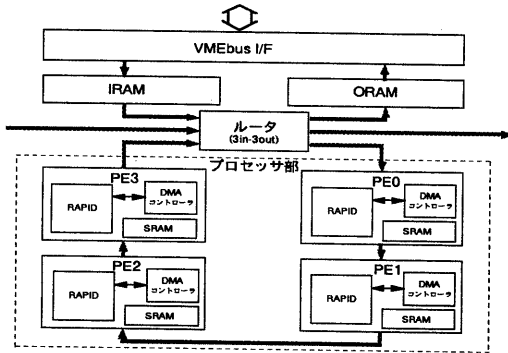 VMEbus I/F
IRAM
ORAM
ルータ
(3in-3out)
プロセッサ部
PE3
RAPID
DMA
コントローラ
SRAM
PE0
RAPID
DMA
コントローラ
SRAM
PE2
RAPID
DMA
コントローラ
SRAM
PE1
RAPID
DMA
コントローラ
SRAM